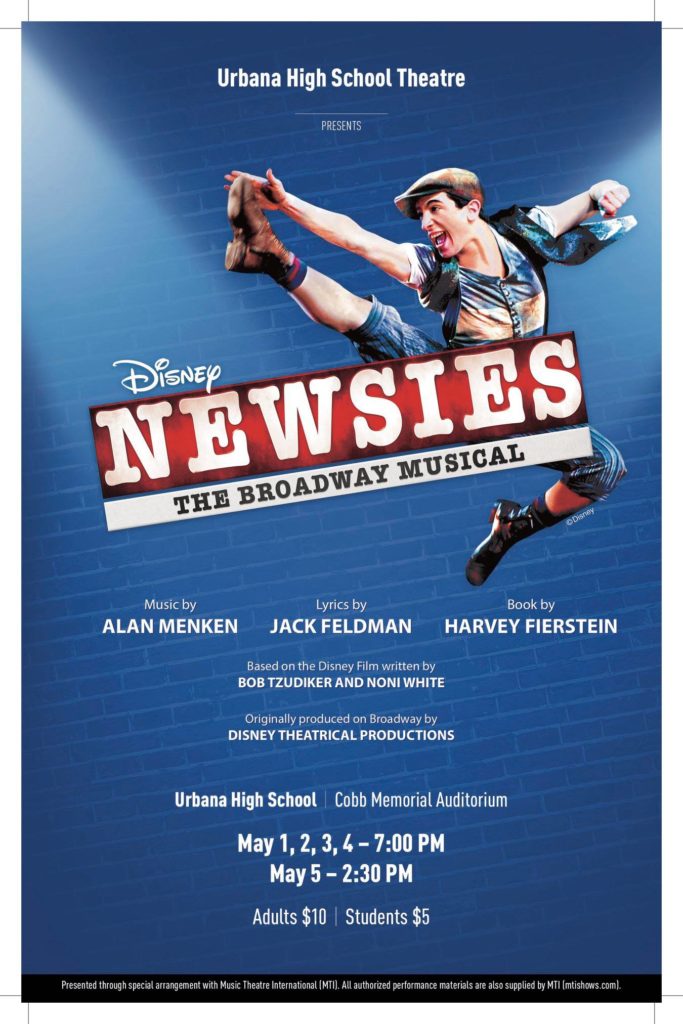 Urbana High School Theatre
PRESENTS
Disney
NEWSIES
THE BROADWAY MUSICAL
©Disney
Music by
ALAN MENKEN
Lyrics by
JACK FELDMAN
Book by
HARVEY FIERSTEIN
Based on the Disney Film written by
BOB TZUDIKER AND NONI WHITE
Originally produced on Broadway by
DISNEY THEATRICAL PRODUCTIONS
Urbana High School | Cobb Memorial Auditorium
May 1, 2, 3, 4 – 7:00 PM
May 5 – 2:30 PM
Adults $10 | Students $5
Presented through special arrangement with Music Theatre International (MTI). All authorized performance materials are also supplied by MTI (mtishows.com).